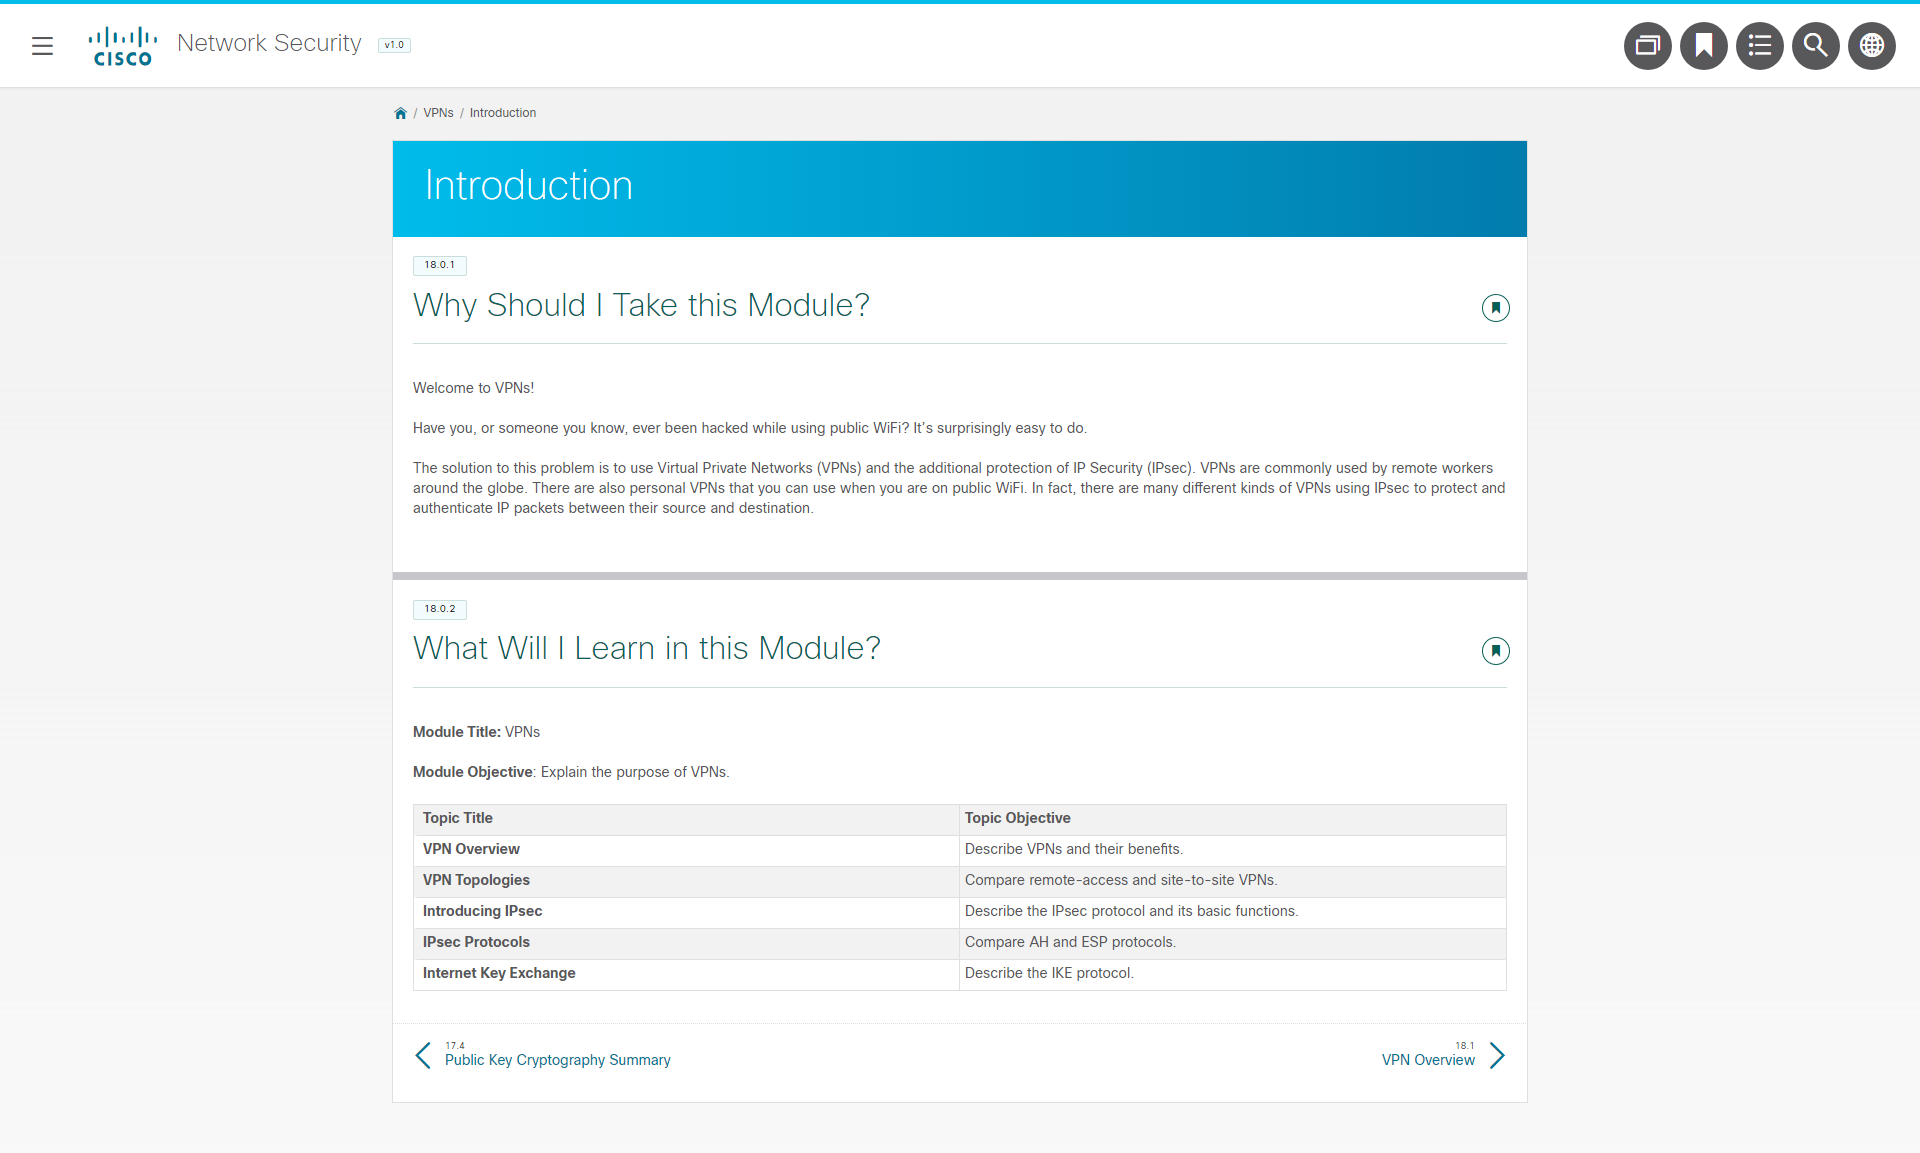 CISCO
Network Security v1.0
/ VPNs / Introduction
Introduction
18.0.1
Why Should I Take this Module?
Welcome to VPNs!
Have you, or someone you know, ever been hacked while using public WiFi? It’s surprisingly easy to do.
The solution to this problem is to use Virtual Private Networks (VPNs) and the additional protection of IP Security (IPsec). VPNs are commonly used by remote workers
around the globe. There are also personal VPNs that you can use when you are on public WiFi. In fact, there are many different kinds of VPNs using IPsec to protect and
authenticate IP packets between their source and destination.
18.0.2
What Will I Learn in this Module?
Module Title: VPNs
Module Objective: Explain the purpose of VPNs.
Topic Title Topic Objective
VPN Overview Describe VPNs and their benefits.
VPN Topologies Compare remote-access and site-to-site VPNs.
Introducing IPsec Describe the IPsec protocol and its basic functions.
IPsec Protocols Compare AH and ESP protocols.
Internet Key Exchange Describe the IKE protocol.
17.4
Public Key Cryptography Summary
18.1
VPN Overview